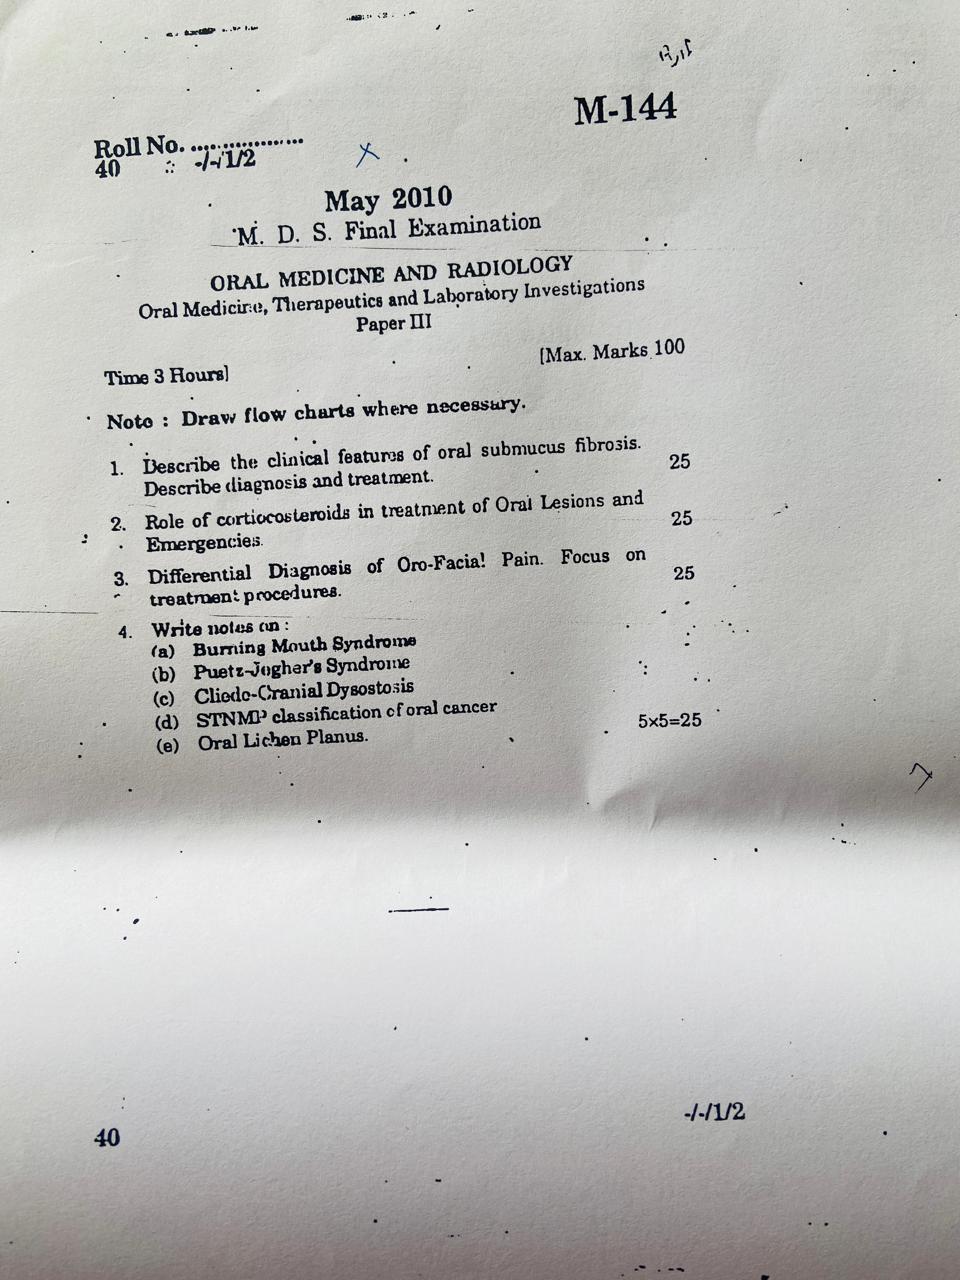 M-144
Roll No. ....................
40 -/-/1/2
May 2010
M. D. S. Final Examination
ORAL MEDICINE AND RADIOLOGY
Oral Medicine, Therapeutics and Laboratory Investigations
Paper III
Time 3 Hours]
[Max. Marks 100
Note : Draw flow charts where necessary.
1. Describe the clinical features of oral submucus fibrosis.
Describe diagnosis and treatment. 25
2. Role of cortiocosteroids in treatment of Oral Lesions and
Emergencies. 25
3. Differential Diagnosis of Oro-Facial Pain. Focus on
treatment procedures. 25
4. Write notes on :
(a) Burning Mouth Syndrome
(b) Puetz-Jogher's Syndrome
(c) Cliedo-Cranial Dysostosis
(d) STNMP classification of oral cancer
(e) Oral Lichen Planus. 5×5=25
40 -/-/1/2